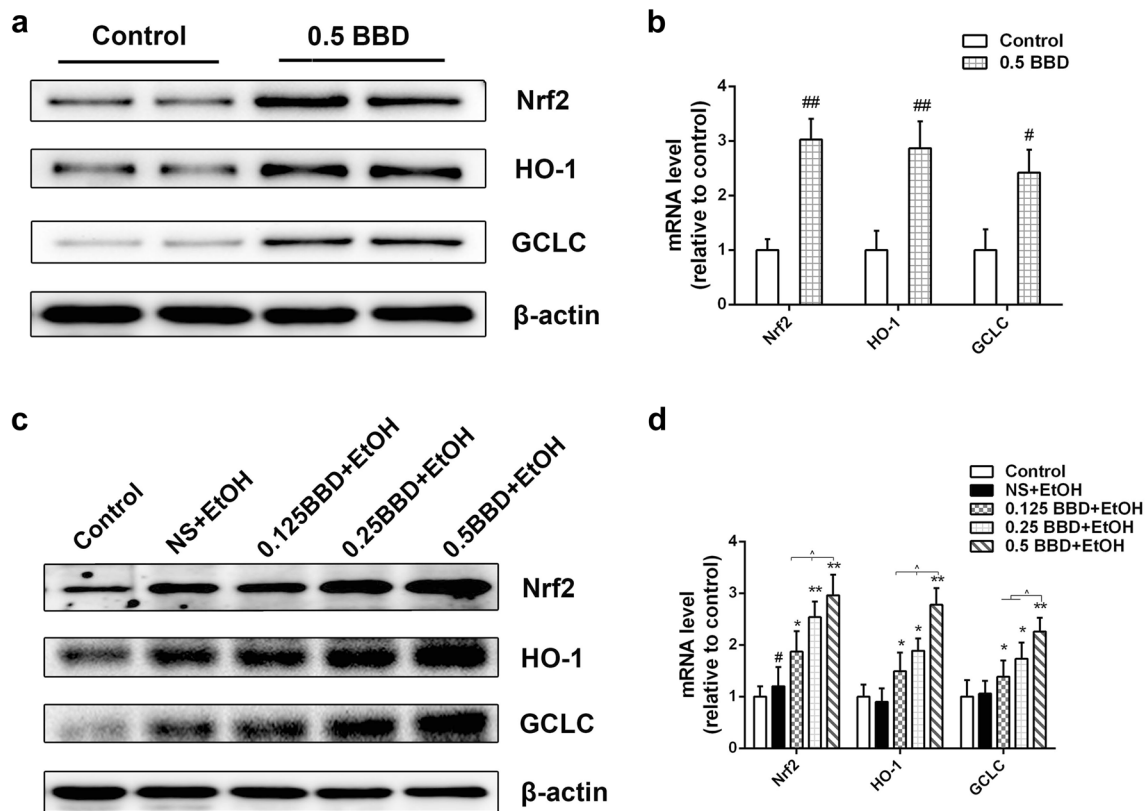 a
Control
0.5 BBD
Nrf2
HO-1
GCLC
β-actin
b
Control
0.5 BBD
mRNA level
(relative to control)
4
3
2
1
0
##
##
#
Nrf2
HO-1
GCLC
c
Control
NS+EtOH
0.125BBD+EtOH
0.25BBD+EtOH
0.5BBD+EtOH
Nrf2
HO-1
GCLC
β-actin
d
Control
NS+EtOH
0.125 BBD+EtOH
0.25 BBD+EtOH
0.5 BBD+EtOH
mRNA level
(relative to control)
4
3
2
1
0
^
# * ** **
^
* * **
^
* * **
Nrf2
HO-1
GCLC